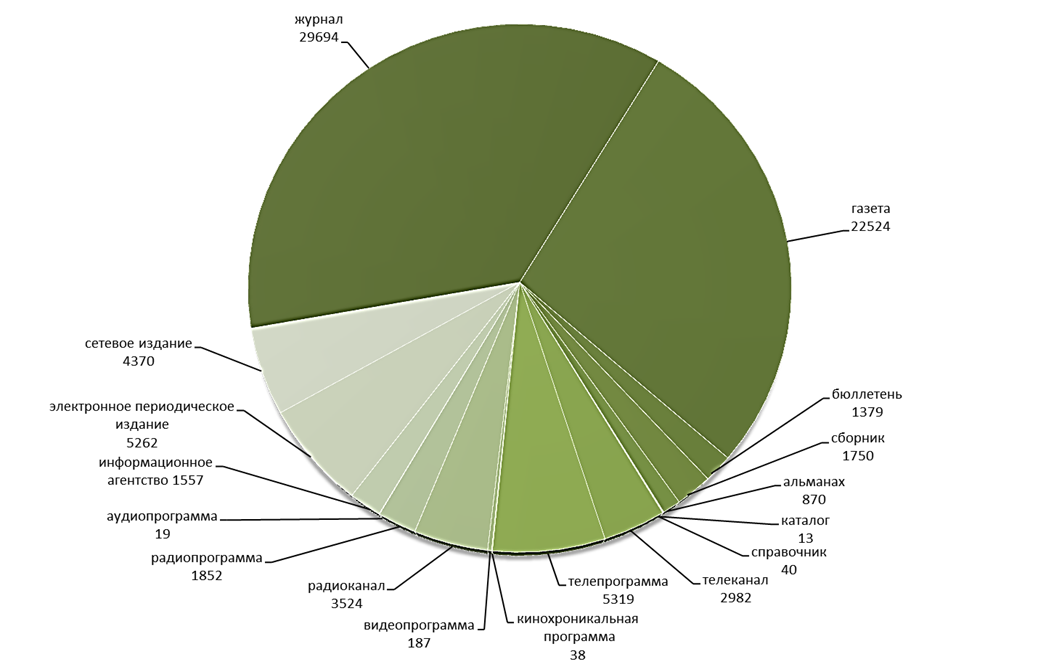 журнал
29694
газета
22524
бюллетень
1379
сборник
1750
альманах
870
каталог
13
справочник
40
телеканал
2982
телепрограмма
5319
кинохроникальная
программа
38
видеопрограмма
187
радиоканал
3524
радиопрограмма
1852
аудиопрограмма
19
информационное
агентство 1557
электронное периодическое
издание
5262
сетевое издание
4370